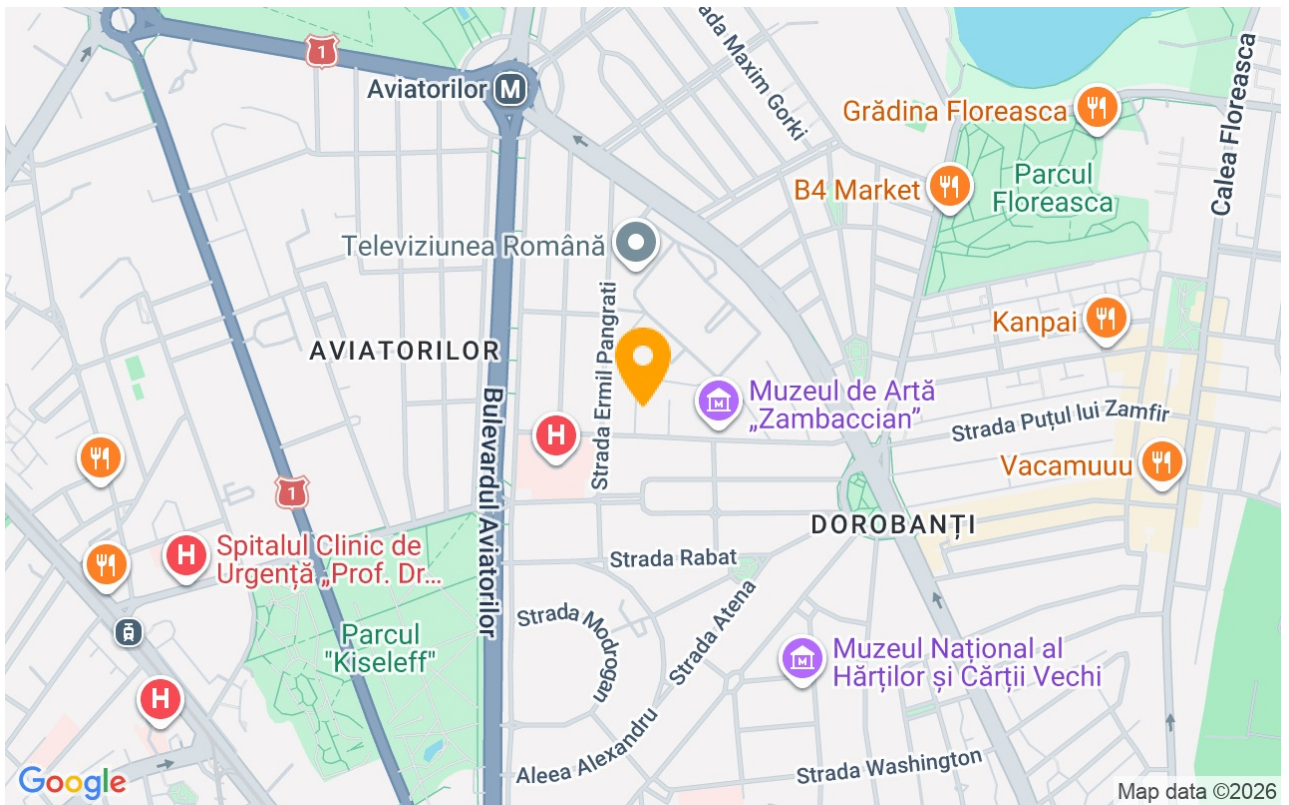 1
Aviatorilor
M
ada Maxim Gorki
Calea Floreasca
Grădina Floreasca
B4 Market
Parcul
Floreasca
Televiziunea Română
Strada Ermil Pangrati
Kanpai
AVIATORILOR
Bulevardul Aviatorilor
Muzeul de Artă
„Zambaccian”
Strada Puțul lui Zamfir
H
Vacamuuu
1
DOROBANȚI
H
Spitalul Clinic de
Urgență „Prof. Dr...
Strada Rabat
Strada Modrogan
Strada Atena
Parcul
"Kiseleff"
Muzeul Național al
Hărților și Cărții Vechi
H
Aleea Alexandru
Strada Washington
Google
Map data ©2026